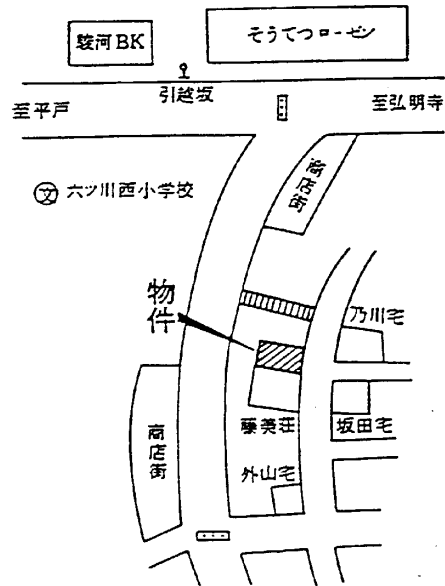 駿河BK
そうてつローゼン
引越坂
至平戸
至弘明寺
文 六ッ川西小学校
商店街
物件
乃川宅
藤美荘
坂田宅
商店街
外山宅